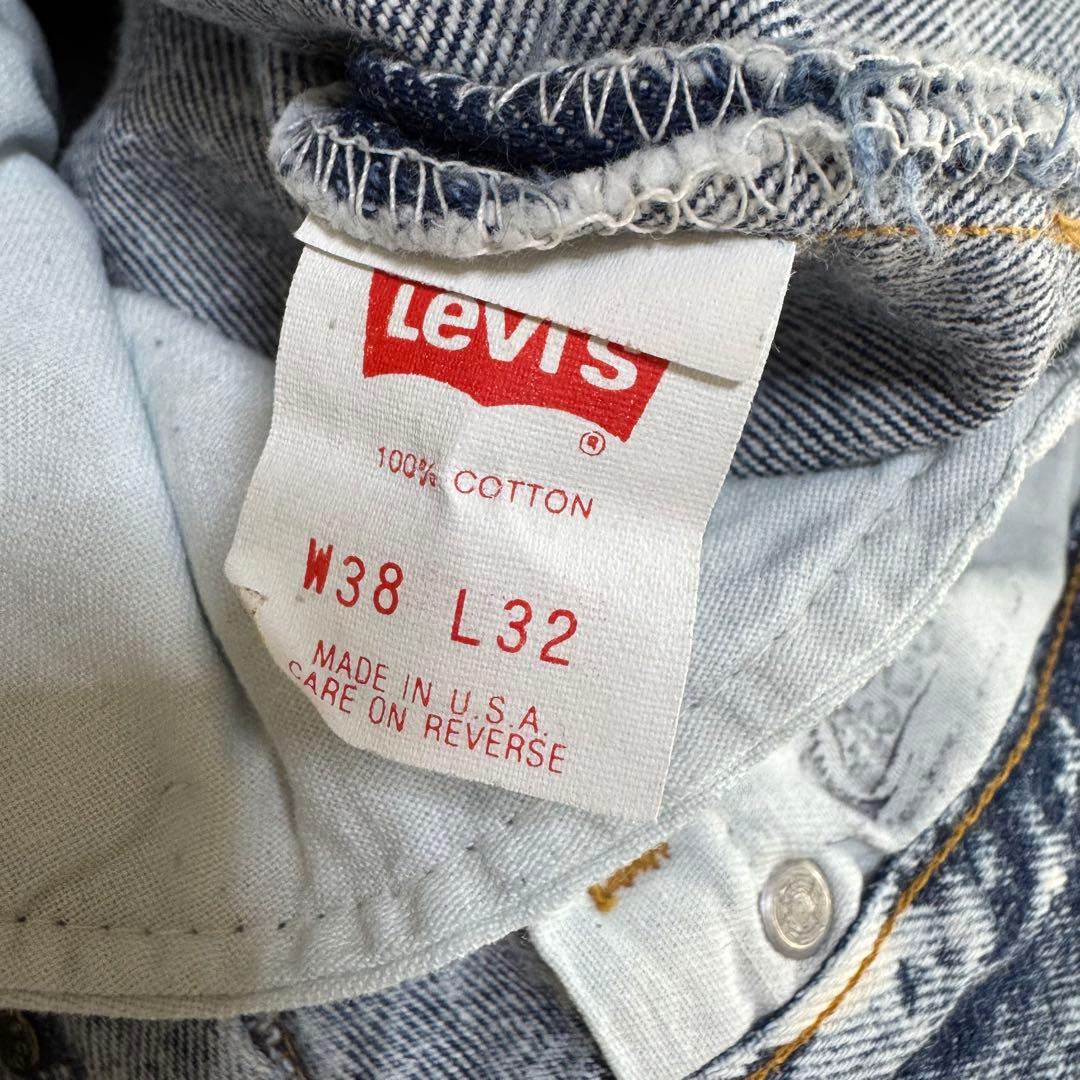 Levi's
®
100% COTTON
W38 L32
MADE IN U.S.A.
CARE ON REVERSE